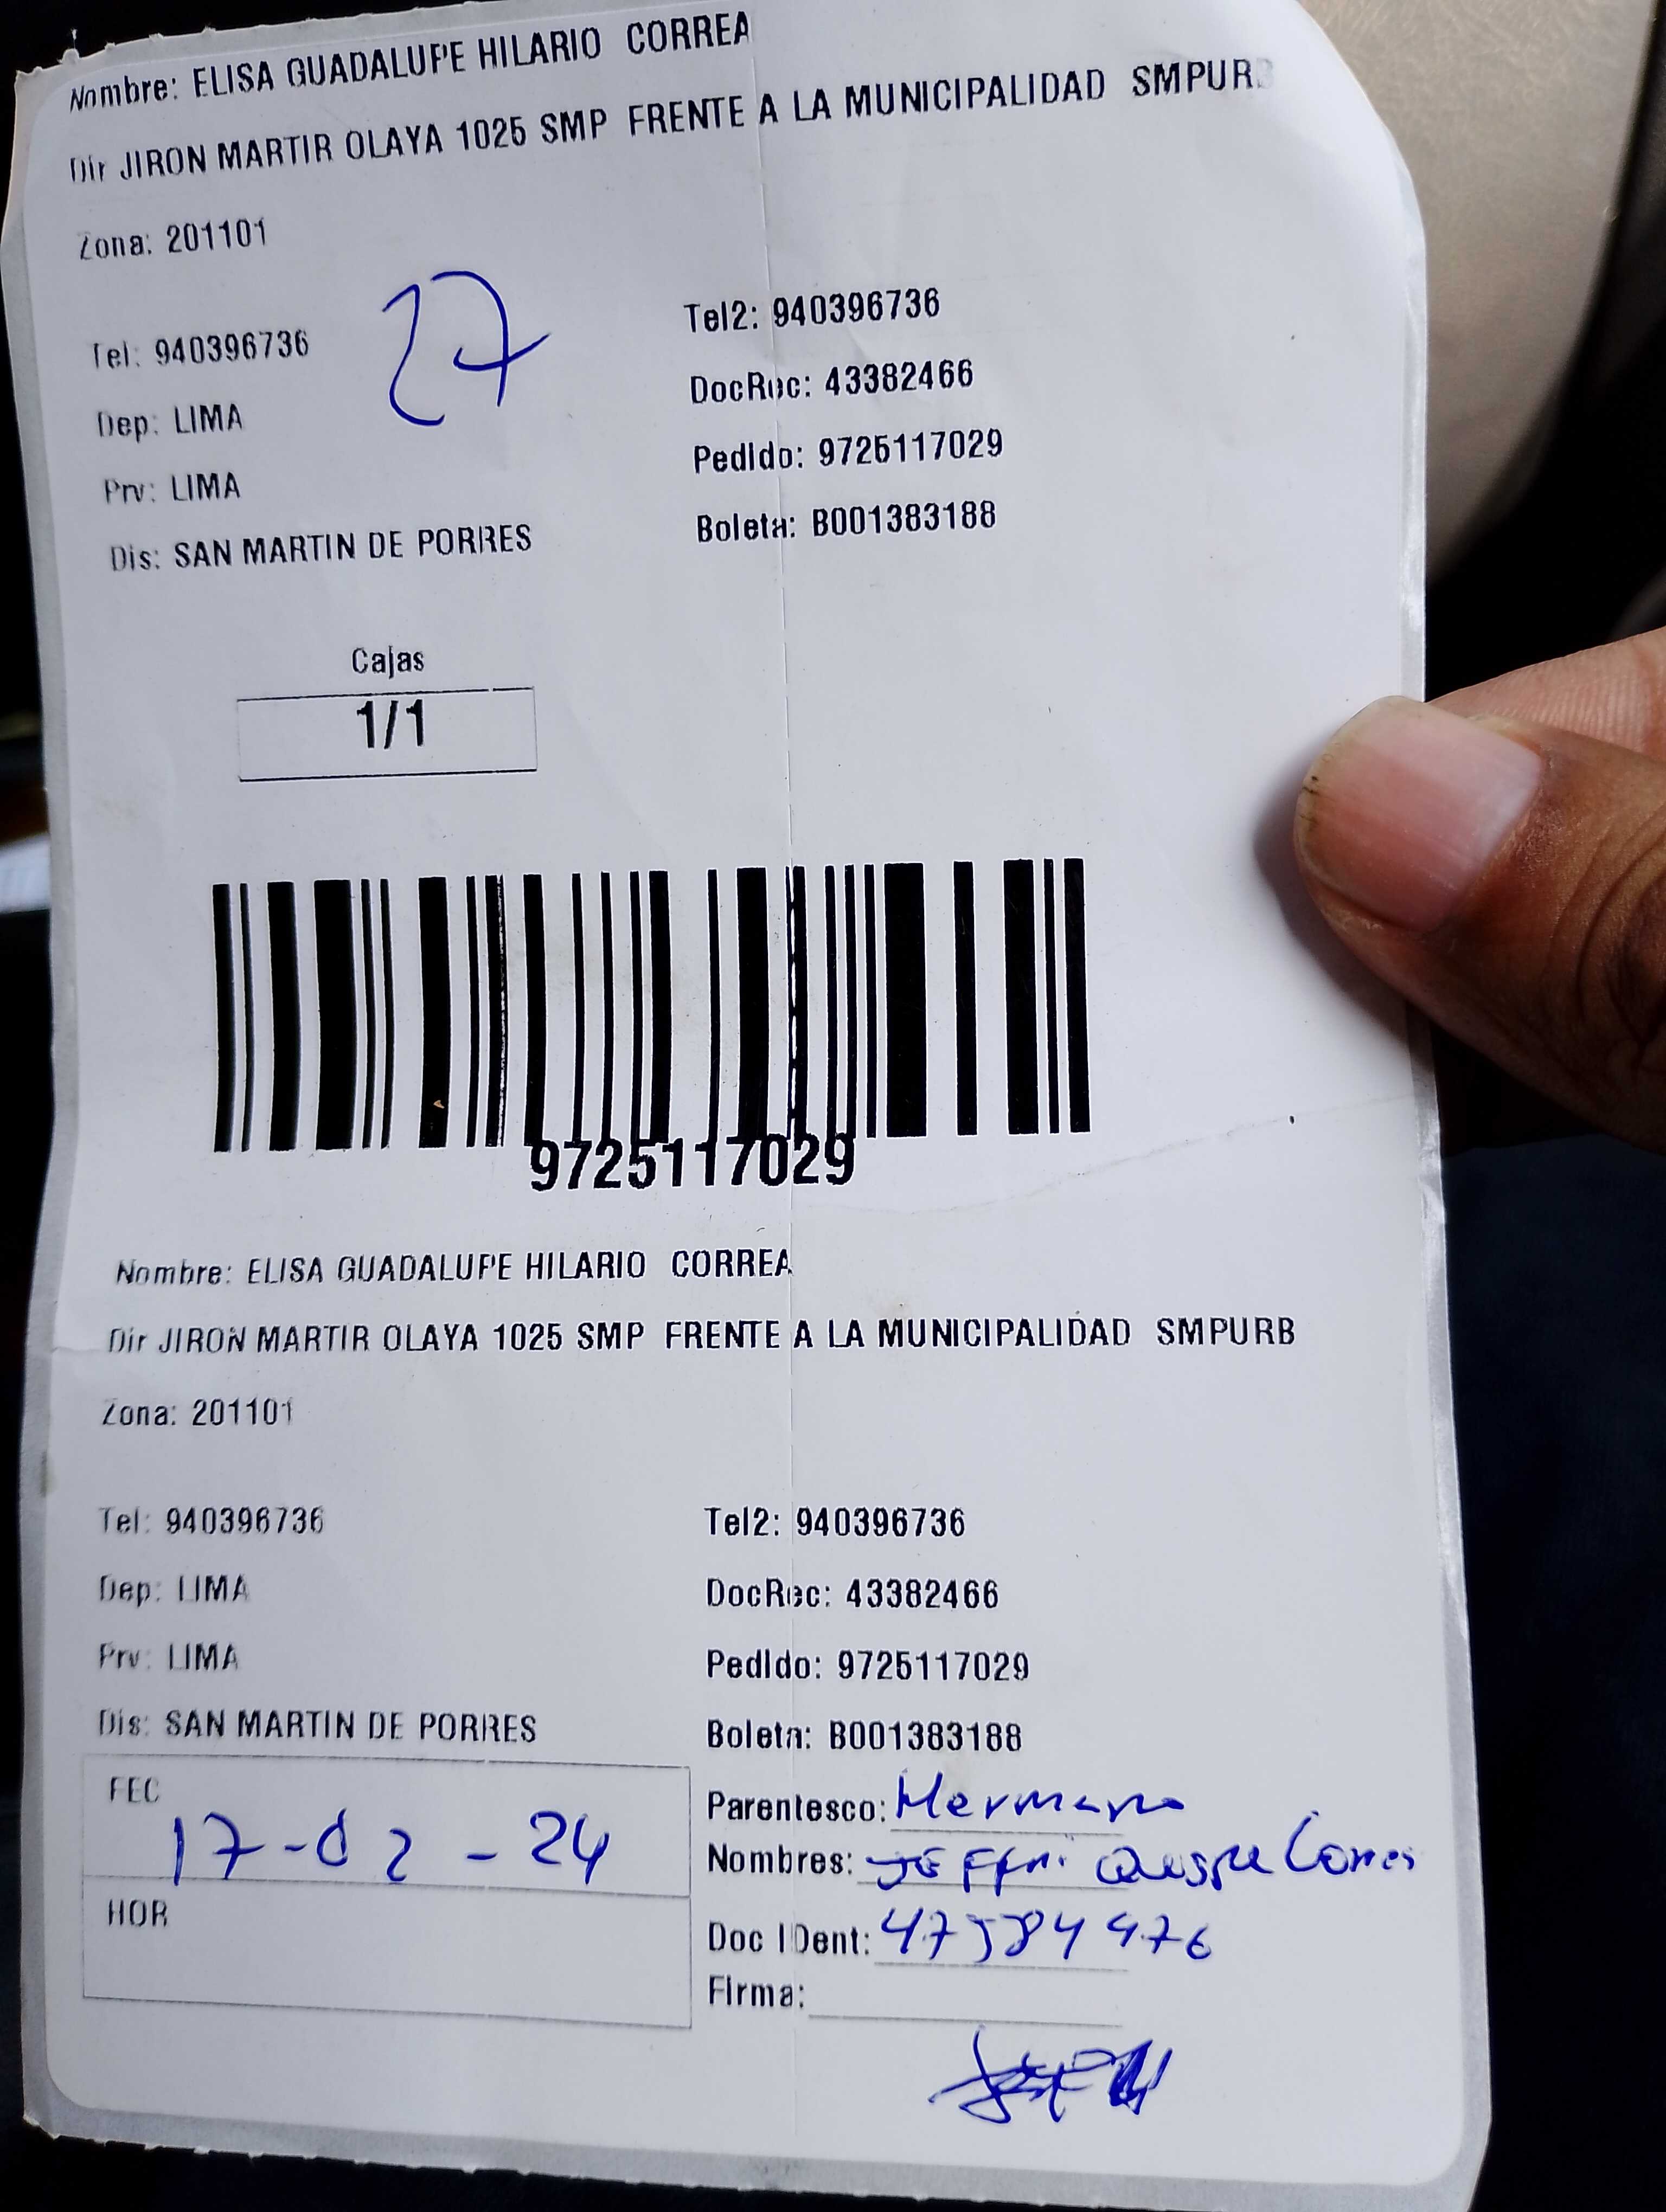 Nombre: ELISA GUADALUPE HILARIO CORREA
Dir JIRON MARTIR OLAYA 1025 SMP FRENTE A LA MUNICIPALIDAD SMPURB
Zona: 201101
27
Tel: 940396736 Tel2: 940396736
Dep: LIMA DocRec: 43382466
Prv: LIMA Pedido: 9725117029
Dis: SAN MARTIN DE PORRES Boleta: B001383188
Cajas
1/1
9725117029
Nombre: ELISA GUADALUPE HILARIO CORREA
Dir JIRON MARTIR OLAYA 1025 SMP FRENTE A LA MUNICIPALIDAD SMPURB
Zona: 201101
Tel: 940396736 Tel2: 940396736
Dep: LIMA DocRec: 43382466
Prv: LIMA Pedido: 9725117029
Dis: SAN MARTIN DE PORRES Boleta: B001383188
FEC Parentesco: Hermano
17-02-24 Nombres: Quispe
HOR Doc IDent:
Firma: